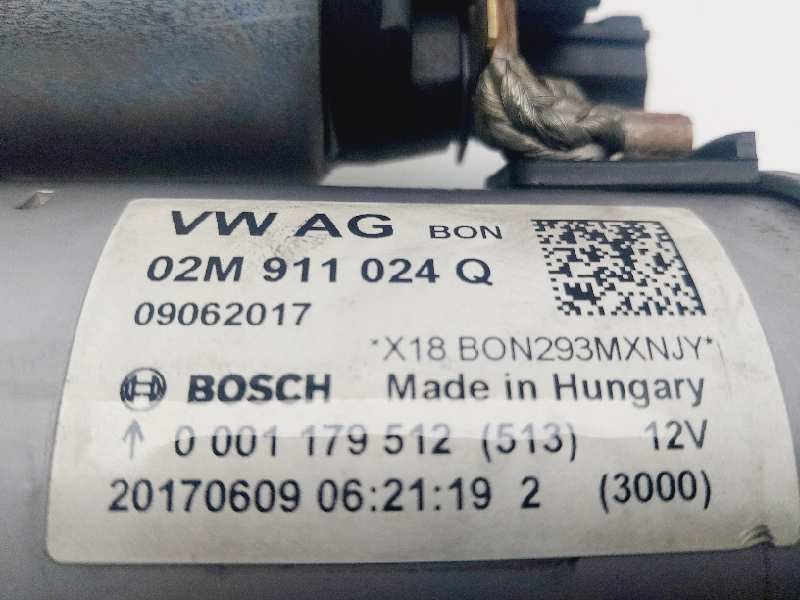 VW AG BON
02M 911 024 Q
09062017
*X18 BON293MXNJY*
BOSCH Made in Hungary
↑ 0 001 179 512 (513) 12V
20170609 06:21:19 2 (3000)